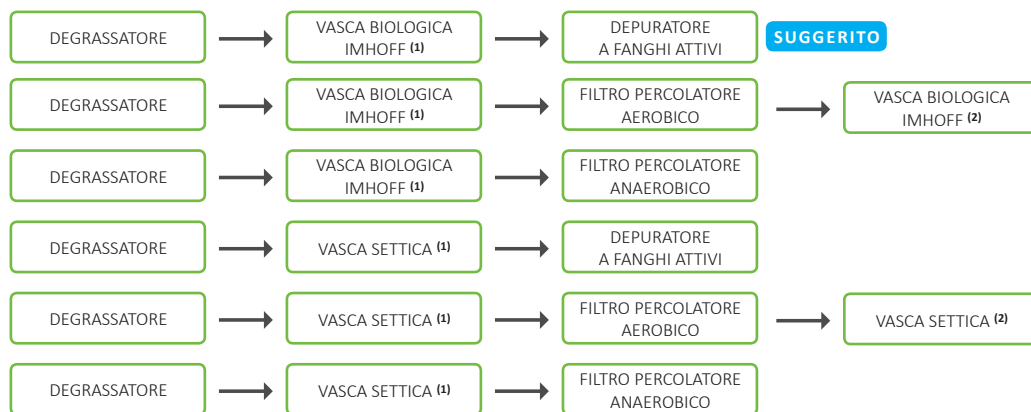 DEGRASSATORE
VASCA BIOLOGICA
IMHOFF (1)
DEPURATORE
A FANGHI ATTIVI
SUGGERITO
DEGRASSATORE
VASCA BIOLOGICA
IMHOFF (1)
FILTRO PERCOLATORE
AEROBICO
VASCA BIOLOGICA
IMHOFF (2)
DEGRASSATORE
VASCA BIOLOGICA
IMHOFF (1)
FILTRO PERCOLATORE
ANAEROBICO
DEGRASSATORE
VASCA SETTICA (1)
DEPURATORE
A FANGHI ATTIVI
DEGRASSATORE
VASCA SETTICA (1)
FILTRO PERCOLATORE
AEROBICO
VASCA SETTICA (2)
DEGRASSATORE
VASCA SETTICA (1)
FILTRO PERCOLATORE
ANAEROBICO